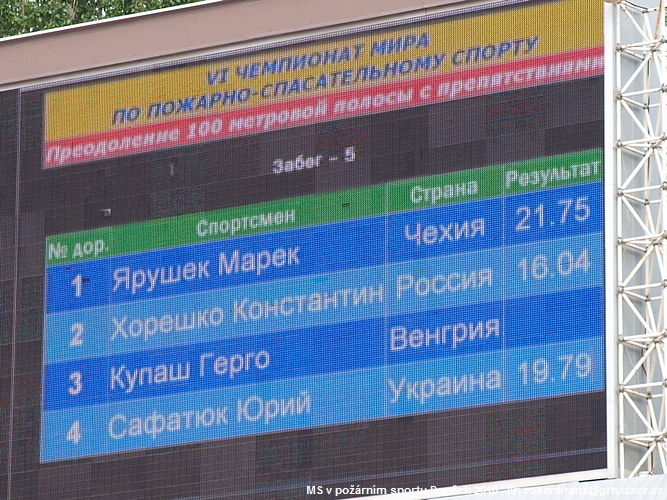 VI ЧЕМПИОНАТ МИРА
ПО ПОЖАРНО-СПАСАТЕЛЬНОМУ СПОРТУ
Преодоление 100 метровой полосы с препятствиями
Забег - 5
№ дор. Спортсмен Страна Результат
1 Ярушек Марек Чехия 21.75
2 Хорешко Константин Россия 16.04
3 Купаш Герго Венгрия
4 Сафатюк Юрий Украина 19.79
MS v požárním sportu